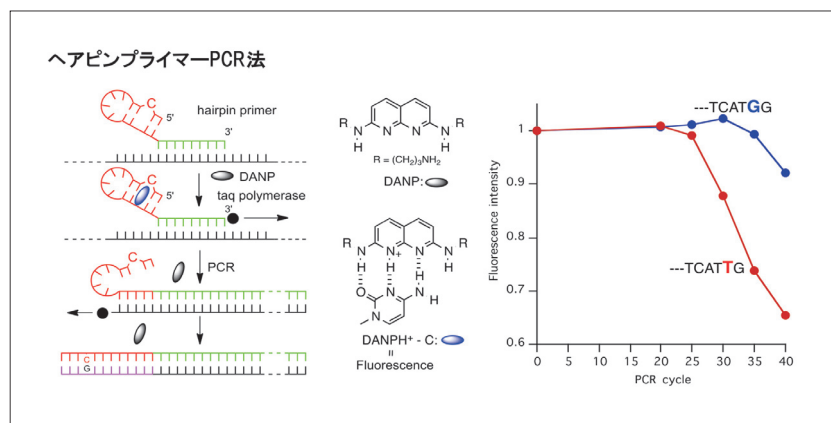 ヘアピンプライマーPCR法
C
5'
hairpin primer
3'
DANP
C
5'
taq polymerase
3'
PCR
C
C
G
R
N
H
N
N
N
H
R
R = (CH₂)₃NH₂
DANP:
R
N
H
N⁺
H
N
H
N
H
R
O
N
N
N
H
DANPH⁺ - C:
=
Fluorescence
---TCATGG
---TCATTG
Fluorescence intensity
1
0.9
0.8
0.7
0.6
0 5 10 15 20 25 30 35 40
PCR cycle